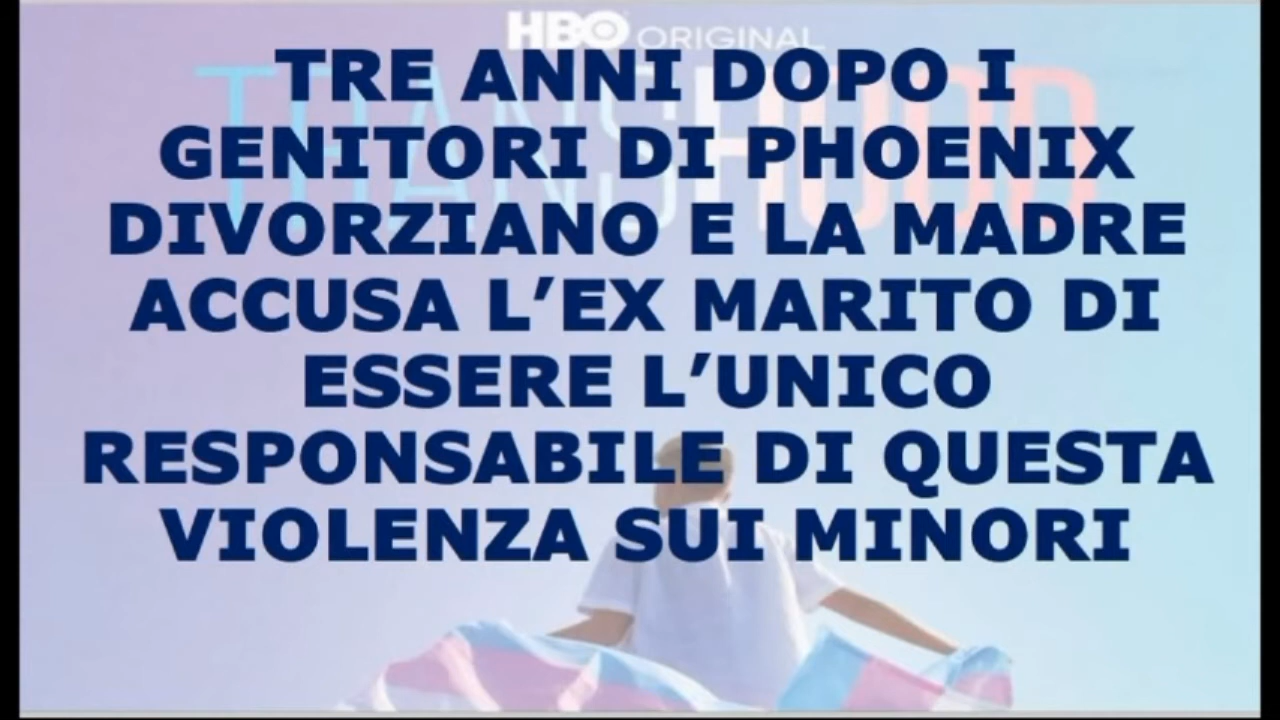 HBO ORIGINAL
TRANSHOOD
TRE ANNI DOPO I
GENITORI DI PHOENIX
DIVORZIANO E LA MADRE
ACCUSA L’EX MARITO DI
ESSERE L’UNICO
RESPONSABILE DI QUESTA
VIOLENZA SUI MINORI